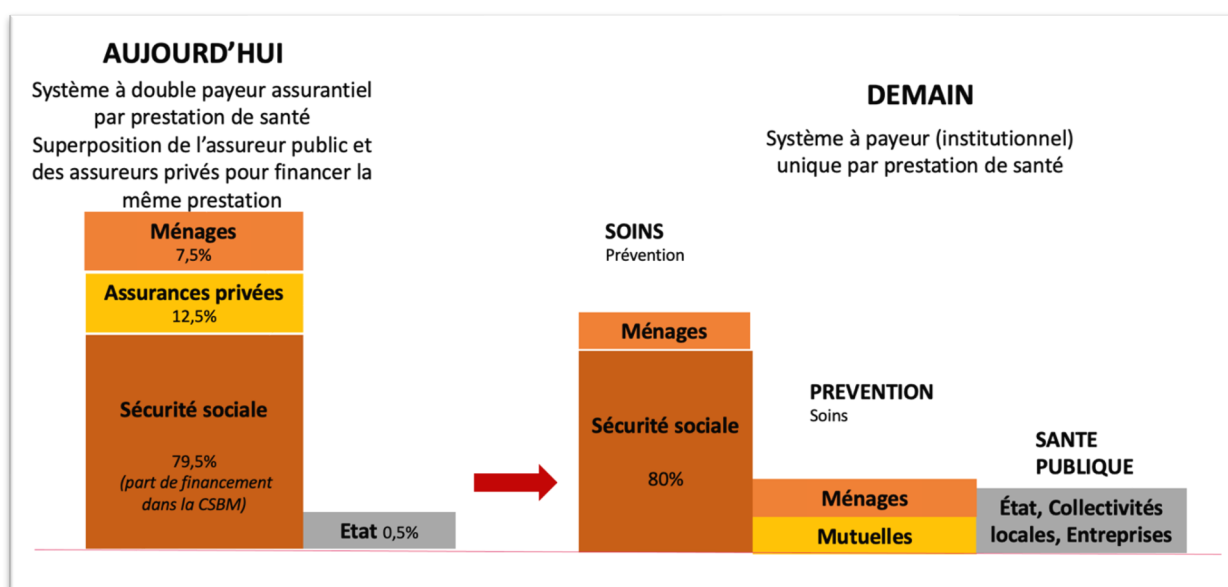 AUJOURD’HUI
Système à double payeur assurantiel
par prestation de santé
Superposition de l’assureur public et
des assureurs privés pour financer la
même prestation
Ménages
7,5%
Assurances privées
12,5%
Sécurité sociale
79,5%
(part de financement
dans la CSBM)
Etat 0,5%
DEMAIN
Système à payeur (institutionnel)
unique par prestation de santé
SOINS
Prévention
Ménages
Sécurité sociale
80%
PREVENTION
Soins
Ménages
Mutuelles
SANTE
PUBLIQUE
État, Collectivités
locales, Entreprises